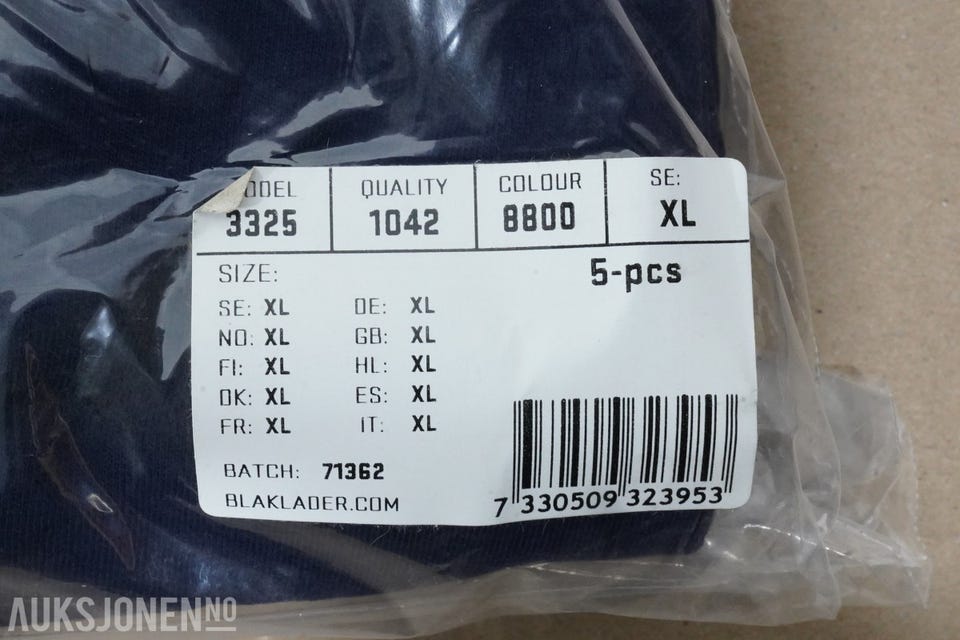 ODEL QUALITY COLOUR SE:
3325 1042 8800 XL
SIZE: 5-pcs
SE: XL DE: XL
NO: XL GB: XL
FI: XL HL: XL
DK: XL ES: XL
FR: XL IT: XL
BATCH: 71362
BLAKLADER.COM
7 330509 323953
AUKSJONEN NO